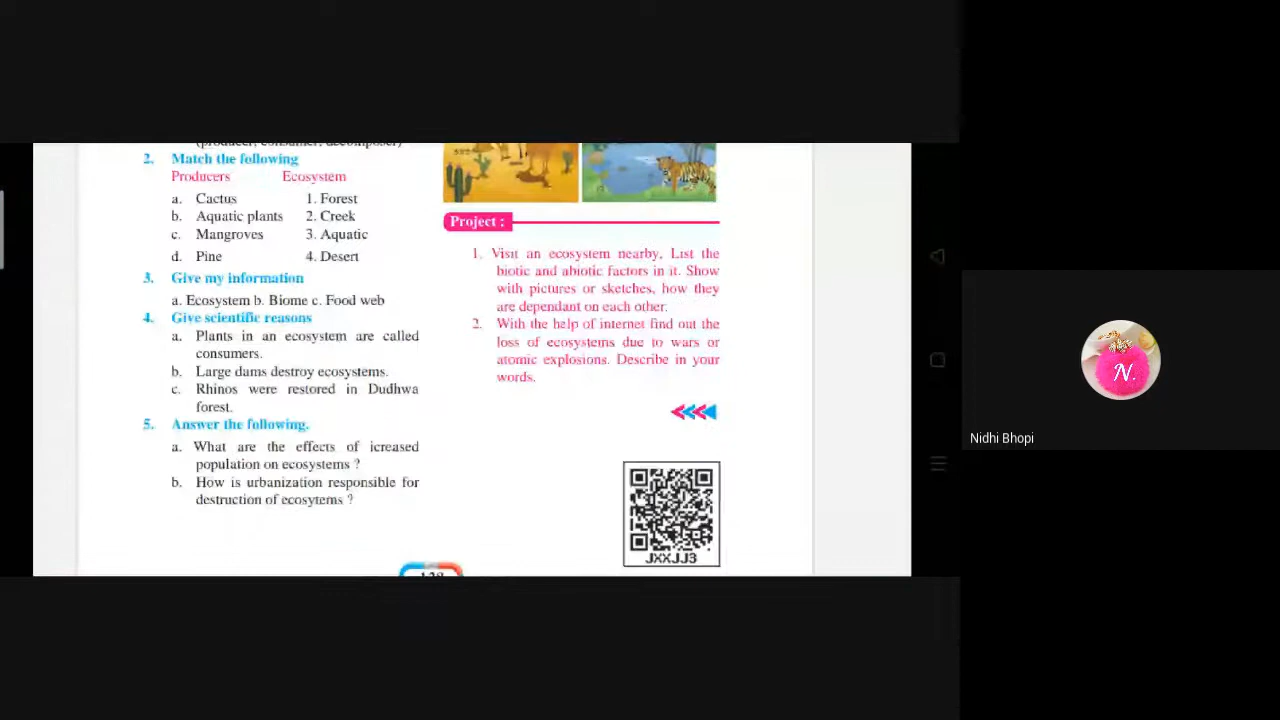 (producer, consumer, decomposer)
2. Match the following
Producers Ecosystem
a. Cactus 1. Forest
b. Aquatic plants 2. Creek
c. Mangroves 3. Aquatic
d. Pine 4. Desert
3. Give my information
a. Ecosystem b. Biome c. Food web
4. Give scientific reasons
a. Plants in an ecosystem are called
consumers.
b. Large dams destroy ecosystems.
c. Rhinos were restored in Dudhwa
forest.
5. Answer the following.
a. What are the effects of icreased
population on ecosystems ?
b. How is urbanization responsible for
destruction of ecosytems ?
Project :
1. Visit an ecosystem nearby, List the
biotic and abiotic factors in it. Show
with pictures or sketches, how they
are dependant on each other.
2. With the help of internet find out the
loss of ecosystems due to wars or
atomic explosions. Describe in your
words.
JXXJJ3
N.
Nidhi Bhopi